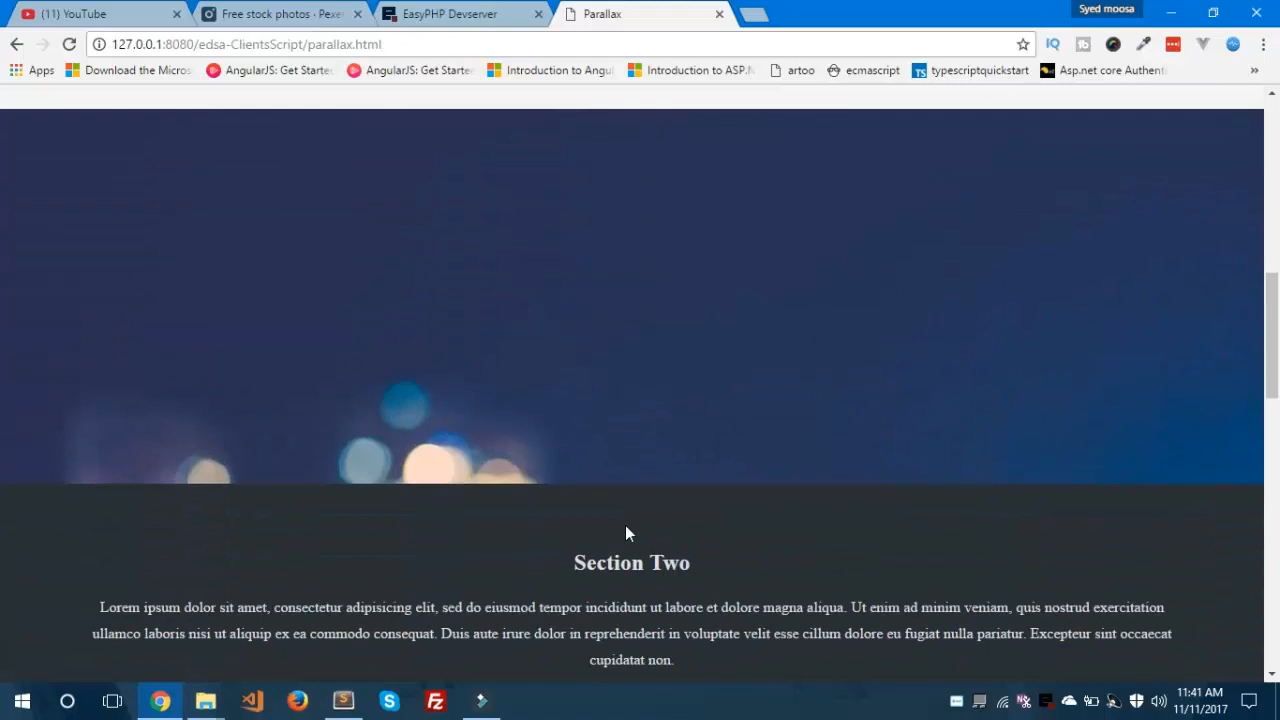 (11) YouTube
Free stock photos · Pexe
EasyPHP Devserver
Parallax
Syed moosa
127.0.0.1:8080/edsa-ClientsScript/parallax.html
Apps
Download the Micros
AngularJS: Get Starte
AngularJS: Get Starte
Introduction to Angu
Introduction to ASP.N
artoo
ecmascript
TS typescriptquickstart
Asp.net core Authenti
Section Two
Lorem ipsum dolor sit amet, consectetur adipisicing elit, sed do eiusmod tempor incididunt ut labore et dolore magna aliqua. Ut enim ad minim veniam, quis nostrud exercitation
ullamco laboris nisi ut aliquip ex ea commodo consequat. Duis aute irure dolor in reprehenderit in voluptate velit esse cillum dolore eu fugiat nulla pariatur. Excepteur sint occaecat
cupidatat non.
11:41 AM
11/11/2017